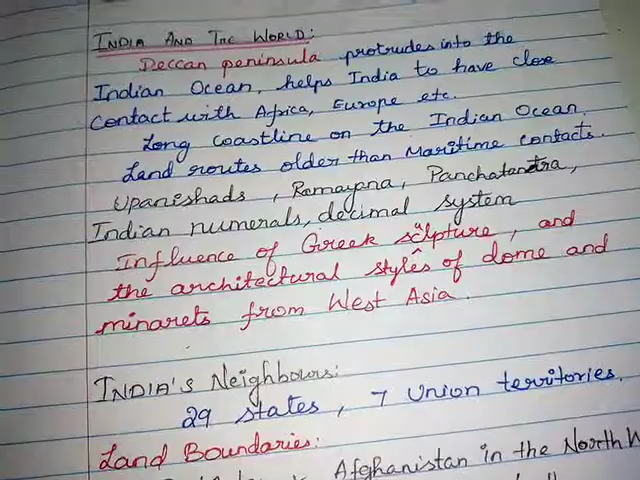 INDIA AND THE WORLD:
Deccan peninsula protrudes into the
Indian Ocean, helps India to have close
Contact with Africa, Europe etc.
Long coastline on the Indian Ocean.
Land routes older than Maritime contacts.
Upanishads, Ramayana, Panchatantra,
Indian numerals, decimal system
Influence of Greek sculpture, and
the architectural styles of dome and
minarets from West Asia.
INDIA'S Neighbours:
29 states, 7 Union territories.
Land Boundaries:
Afghanistan in the North W